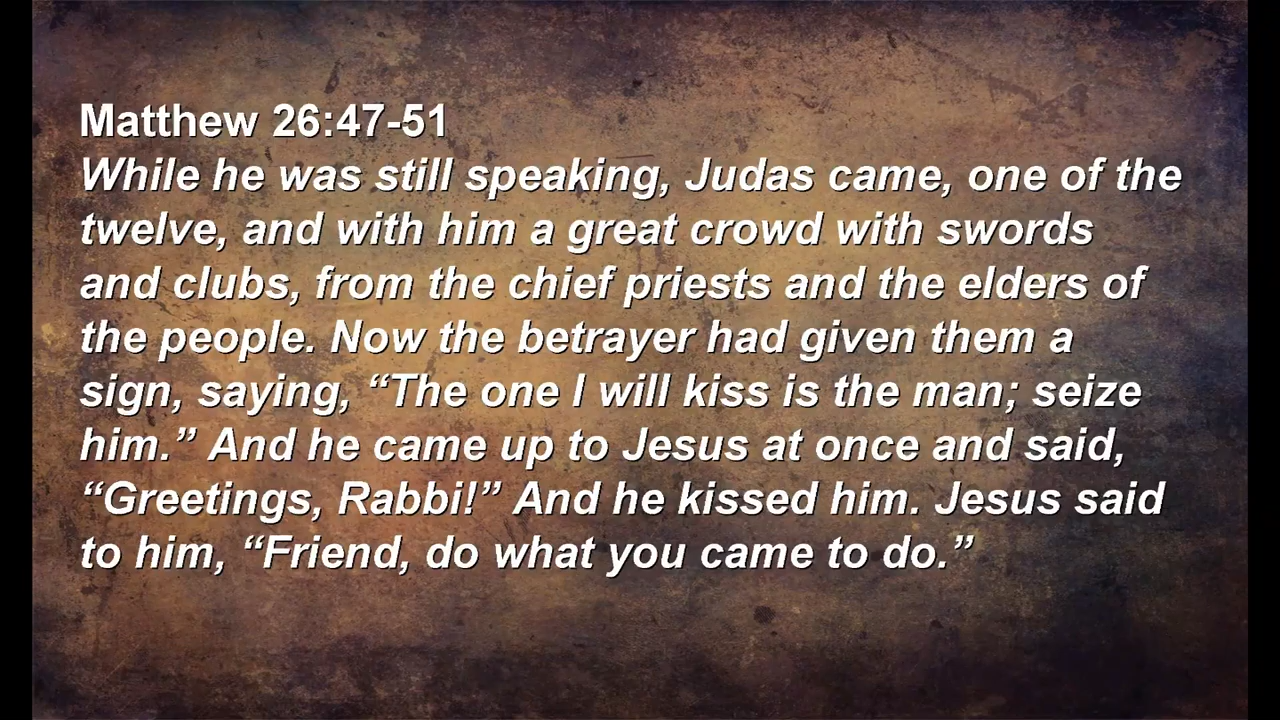 Matthew 26:47-51
While he was still speaking, Judas came, one of the
twelve, and with him a great crowd with swords
and clubs, from the chief priests and the elders of
the people. Now the betrayer had given them a
sign, saying, “The one I will kiss is the man; seize
him.” And he came up to Jesus at once and said,
“Greetings, Rabbi!” And he kissed him. Jesus said
to him, “Friend, do what you came to do.”